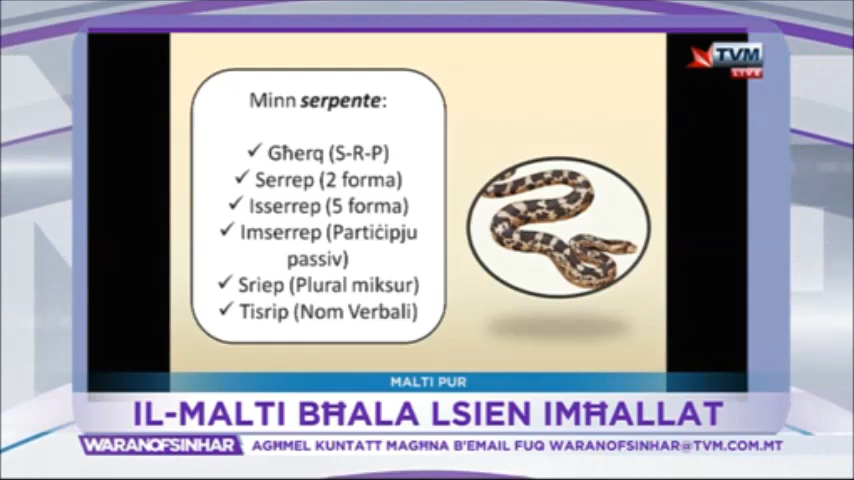 TVM
LIVE
Minn serpente:
✓ Għerq (S-R-P)
✓ Serrep (2 forma)
✓ Isserrep (5 forma)
✓ Imserrep (Partiċipju
passiv)
✓ Sriep (Plural miksur)
✓ Tisrip (Nom Verbali)
MALTI PUR
IL-MALTI BĦALA LSIEN IMĦALLAT
WARANOFSINHAR
AGĦMEL KUNTATT MAGĦNA B'EMAIL FUQ WARANOFSINHAR@TVM.COM.MT